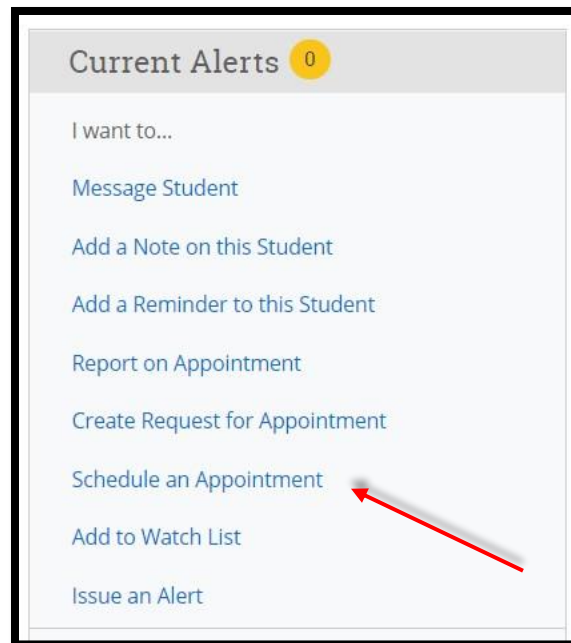 Current Alerts 0
I want to...
Message Student
Add a Note on this Student
Add a Reminder to this Student
Report on Appointment
Create Request for Appointment
Schedule an Appointment
Add to Watch List
Issue an Alert